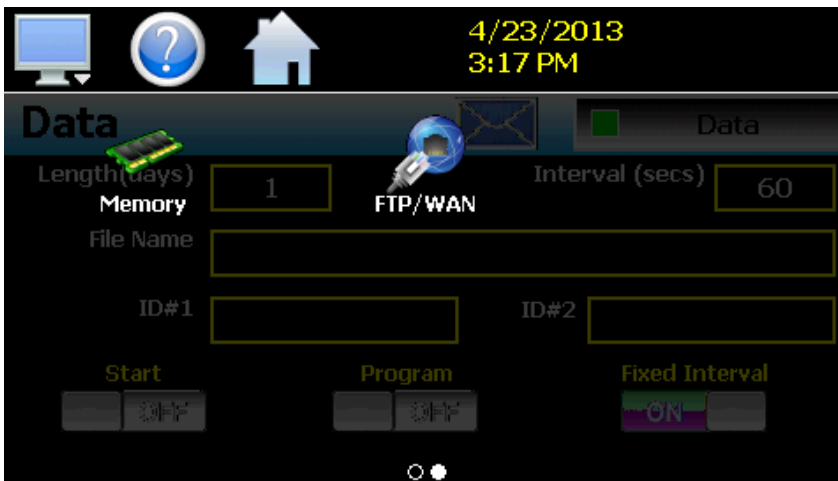 4/23/2013
3:17 PM
Data
Data
Length(days)
1
Interval (secs)
60
Memory
FTP/WAN
File Name
ID#1
ID#2
Start
Program
Fixed Interval
OFF
OFF
ON